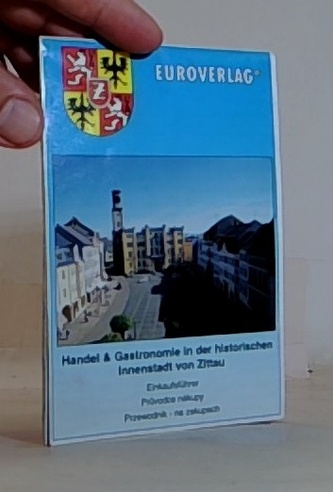 Z
EUROVERLAG®
Handel & Gastronomie in der historischen
Innenstadt von Zittau
Einkaufsführer
Průvodce nákupy
Przewodnik - na zakupach